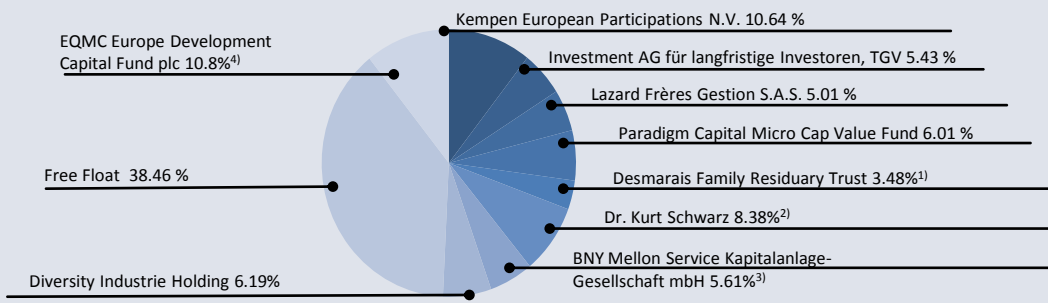 Kempen European Participations N.V. 10.64 %
Investment AG für langfristige Investoren, TGV 5.43 %
Lazard Frères Gestion S.A.S. 5.01 %
Paradigm Capital Micro Cap Value Fund 6.01 %
Desmarais Family Residuary Trust 3.48%¹⁾
Dr. Kurt Schwarz 8.38%²⁾
BNY Mellon Service Kapitalanlage-
Gesellschaft mbH 5.61%³⁾
Diversity Industrie Holding 6.19%
Free Float 38.46 %
EQMC Europe Development
Capital Fund plc 10.8%⁴⁾